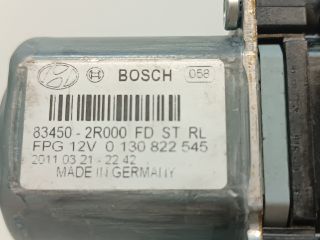 BOSCH 058
83450-2R000 FD ST RL
FPG 12V 0 130 822 545
2011 03 21 - 22 42
MADE IN GERMANY